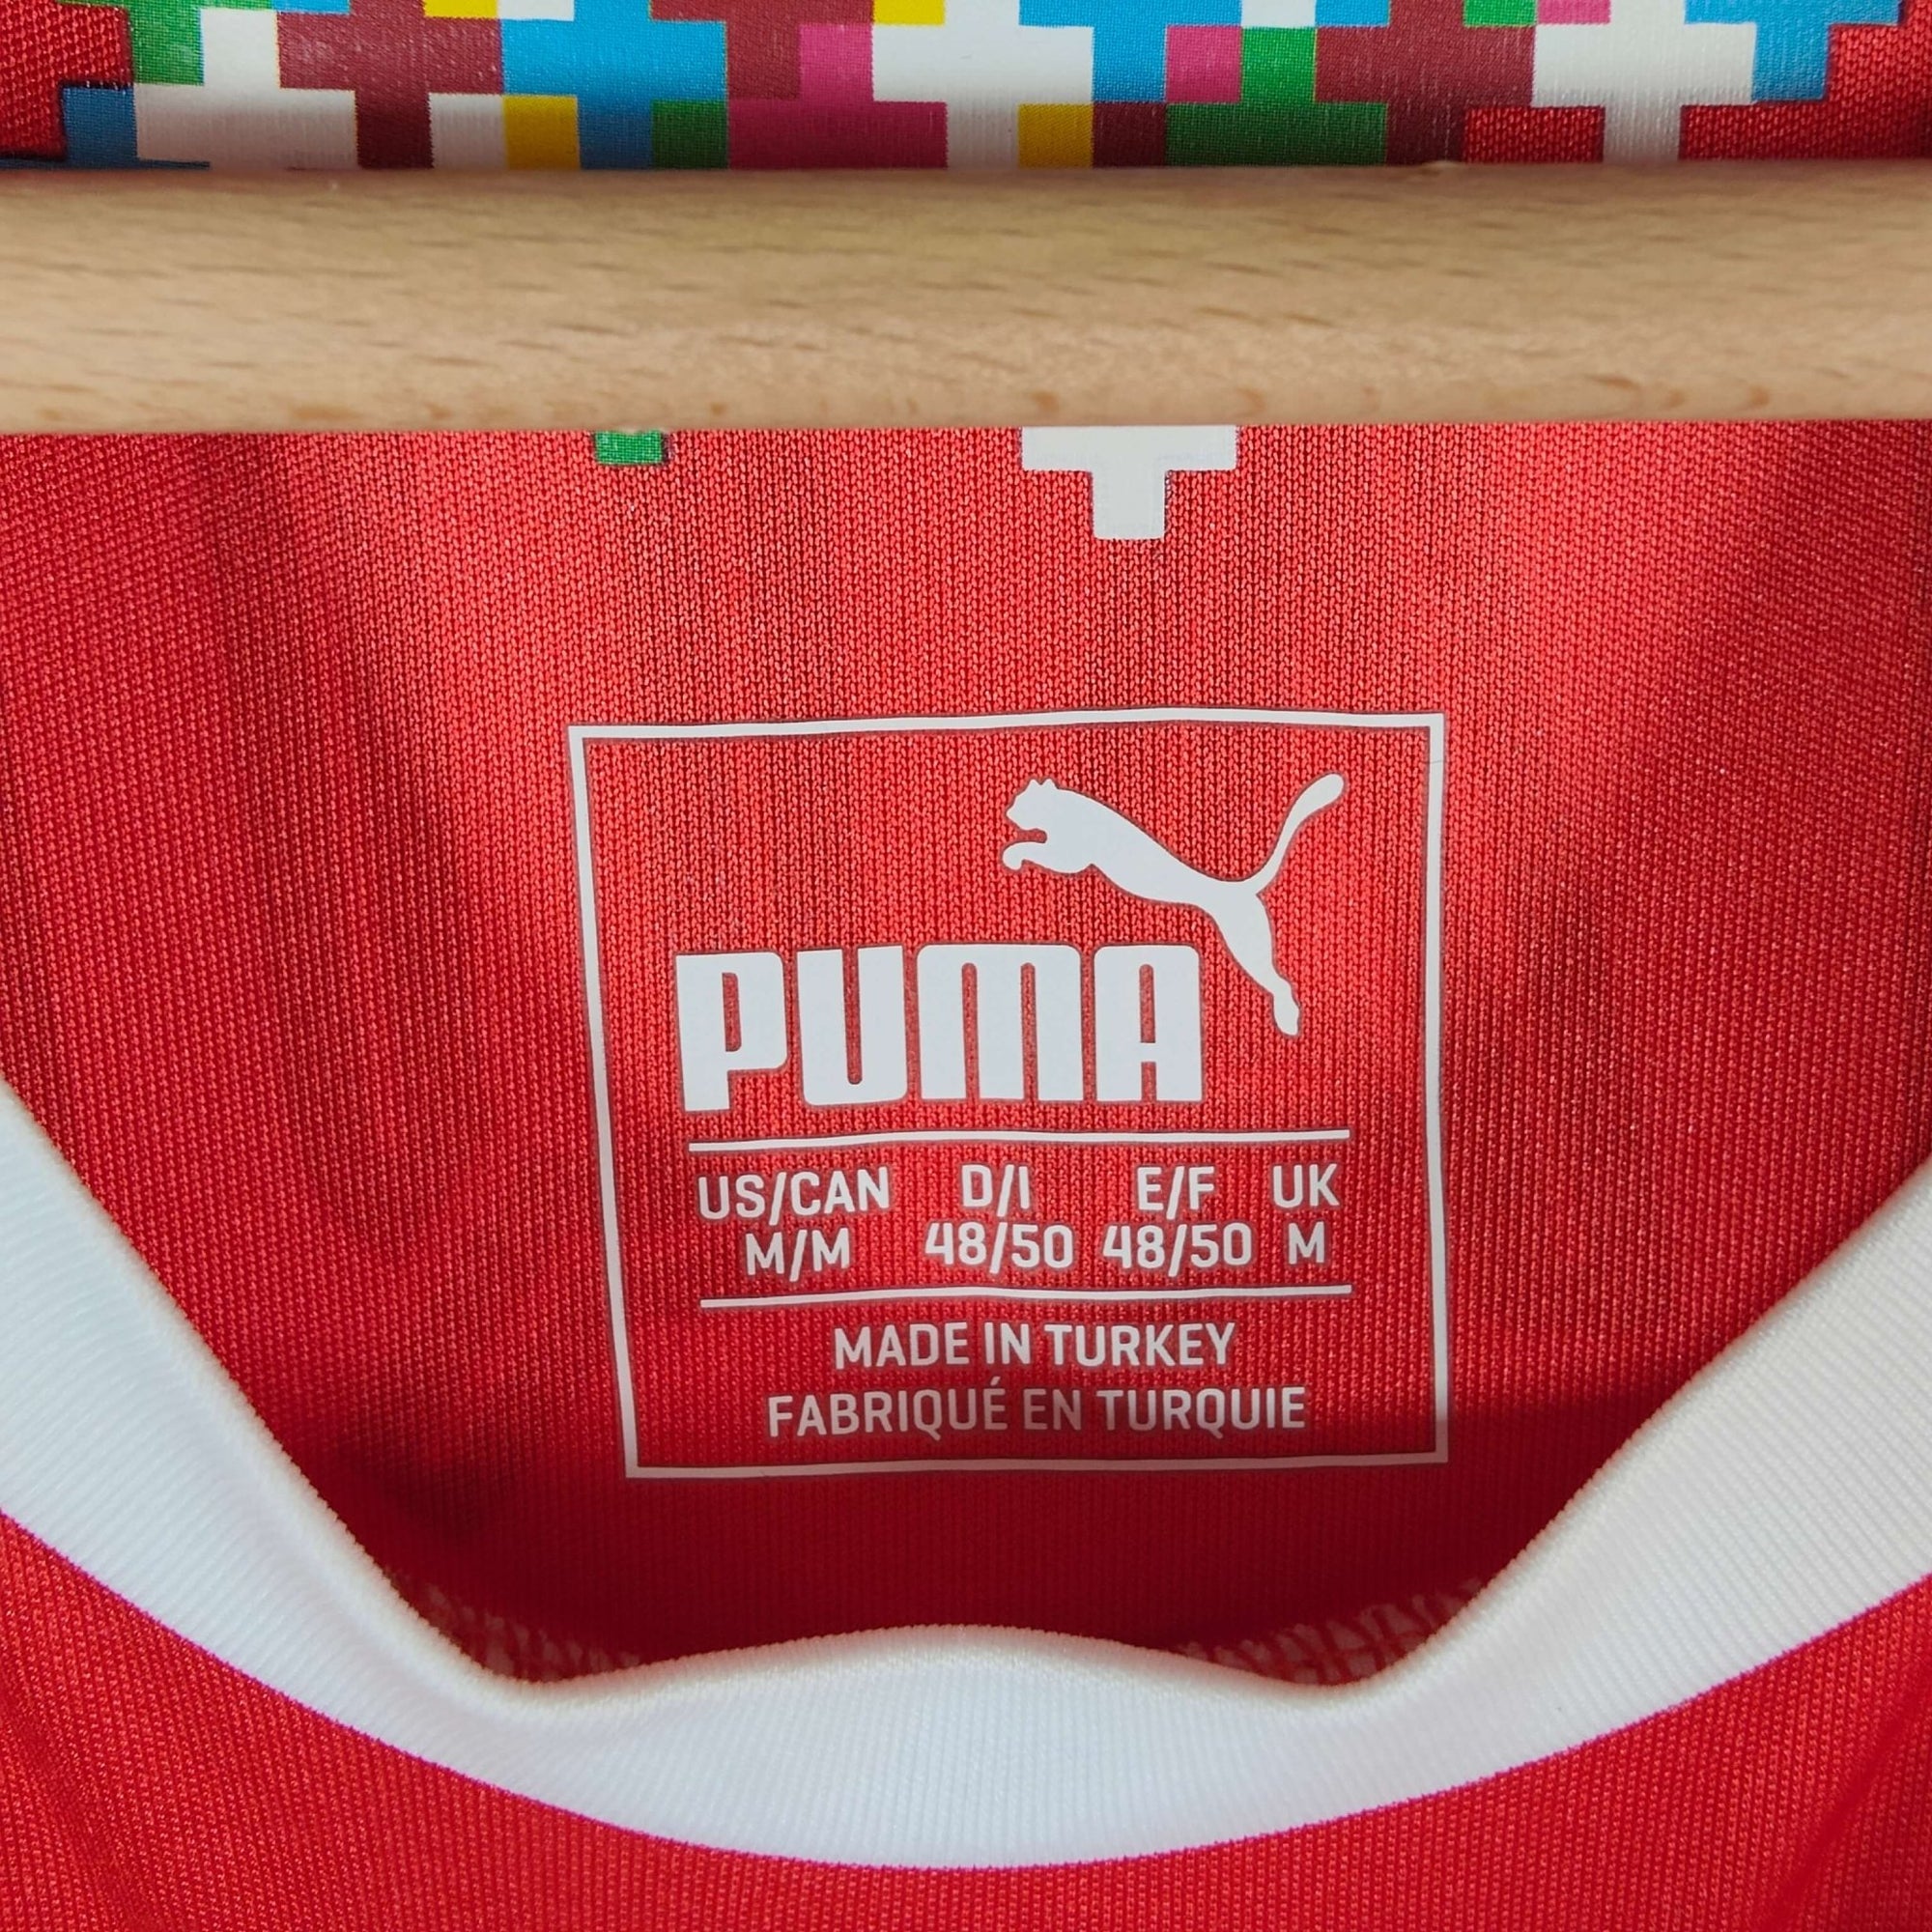 PUMA
US/CAN D/I E/F UK
M/M 48/50 48/50 M
MADE IN TURKEY
FABRIQUÉ EN TURQUIE